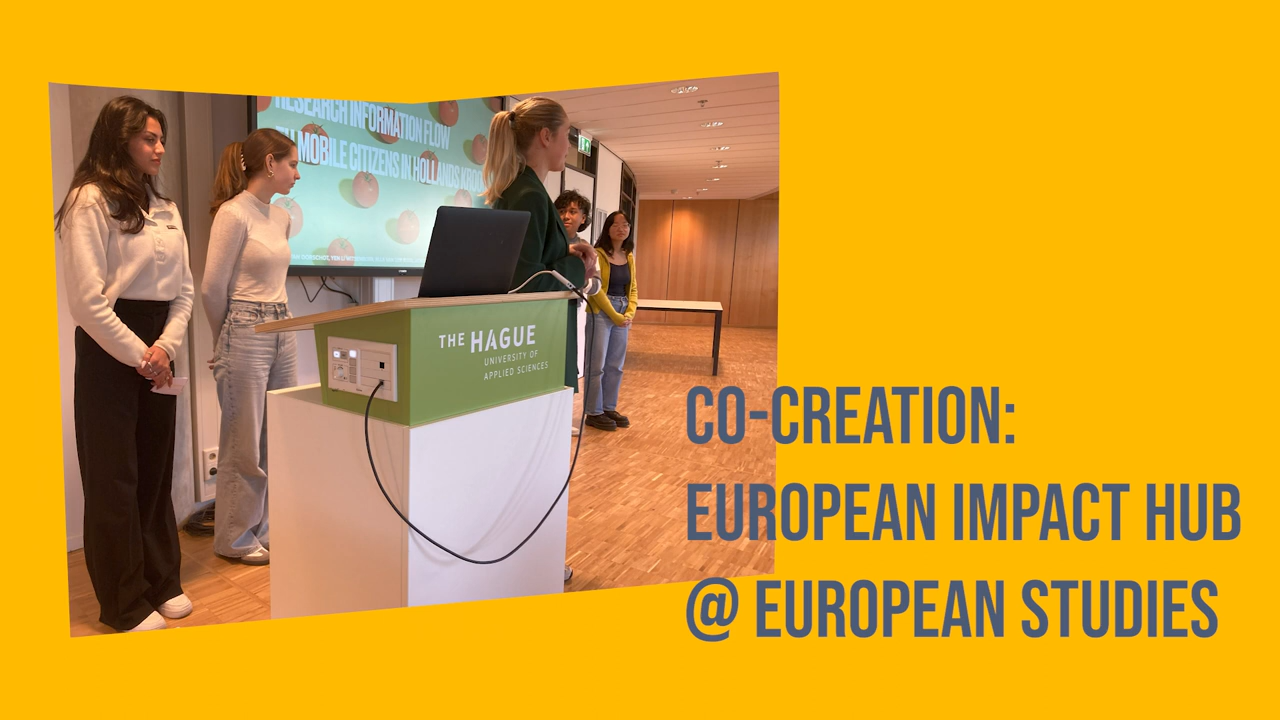 RESEARCH INFORMATION FLOW
EU MOBILE CITIZENS IN HOLLANDS
THE HAGUE
UNIVERSITY OF
APPLIED SCIENCES
CO-CREATION:
EUROPEAN IMPACT HUB
@ EUROPEAN STUDIES